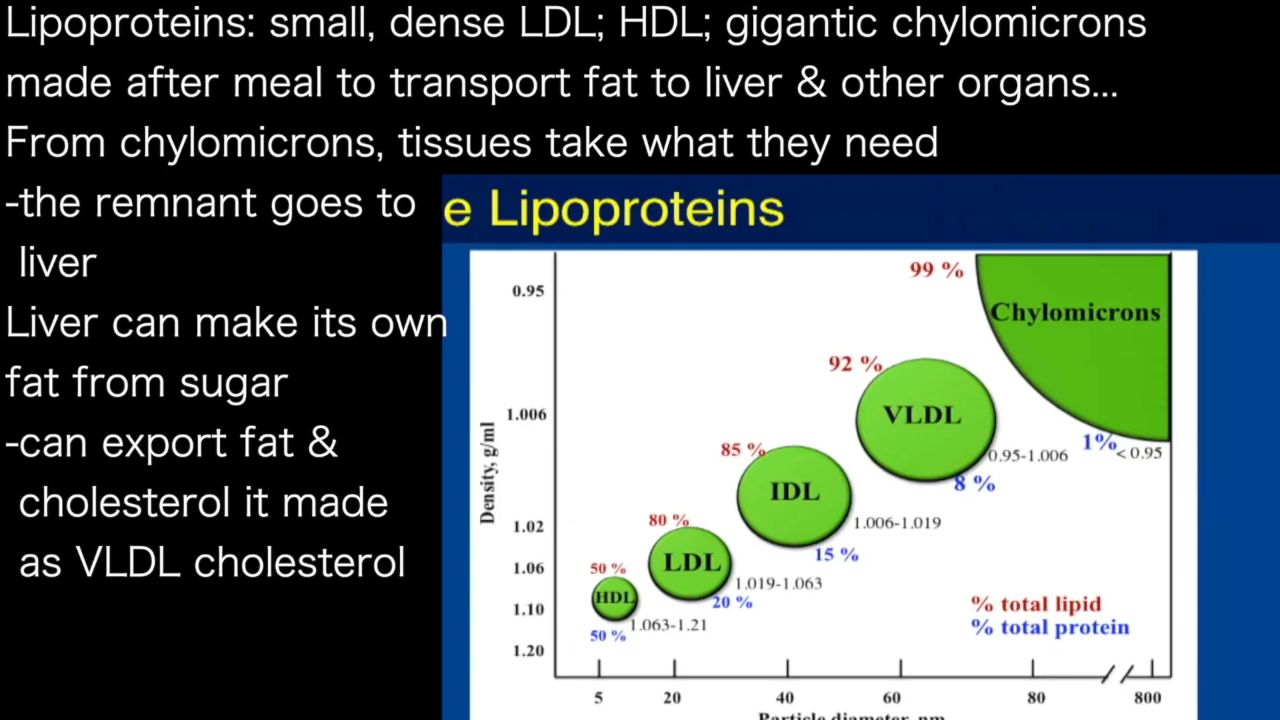 Lipoproteins: small, dense LDL; HDL; gigantic chylomicrons
made after meal to transport fat to liver & other organs...
From chylomicrons, tissues take what they need
-the remnant goes to
liver
Liver can make its own
fat from sugar
-can export fat &
cholesterol it made
as VLDL cholesterol
e Lipoproteins
99 %
0.95
Chylomicrons
92 %
1.006
VLDL
1%
< 0.95
0.95-1.006
85 %
8 %
IDL
Density, g/ml
1.006-1.019
80 %
1.02
15 %
LDL
50 %
1.06
1.019-1.063
HDL
20 %
% total lipid
1.10
1.063-1.21
% total protein
50 %
1.20
5
20
40
60
80
800
Particle diameter, nm